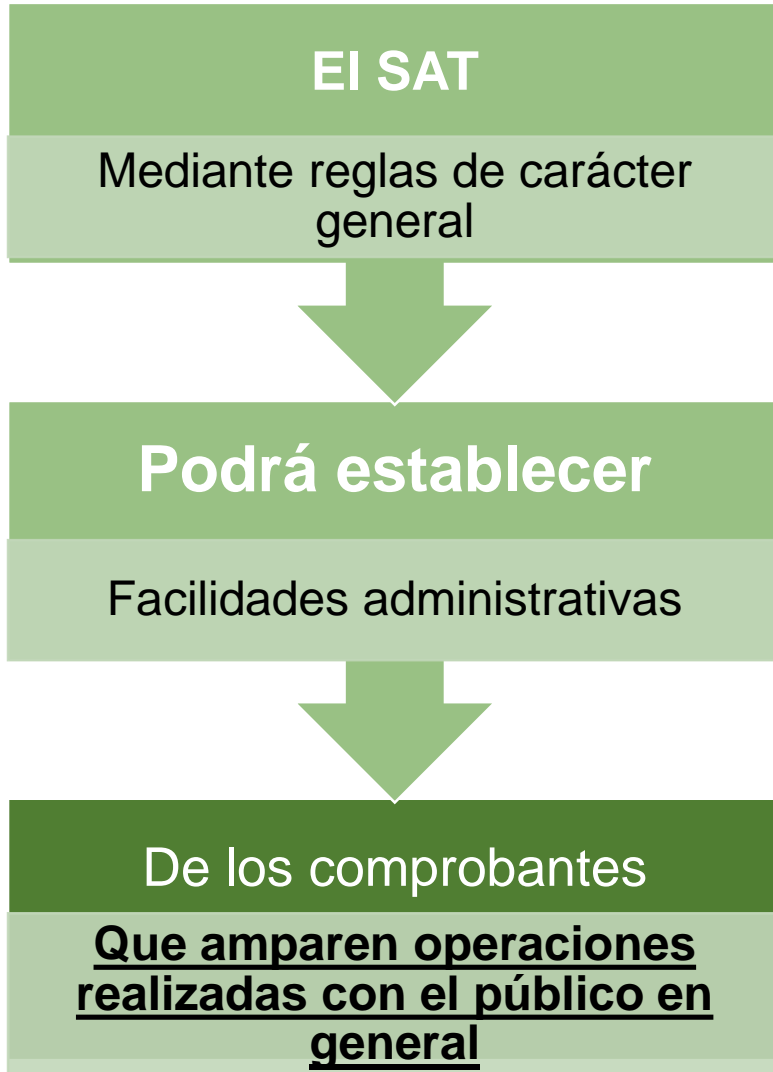 El SAT
Mediante reglas de carácter
general
Podrá establecer
Facilidades administrativas
De los comprobantes
Que amparen operaciones
realizadas con el público en
general